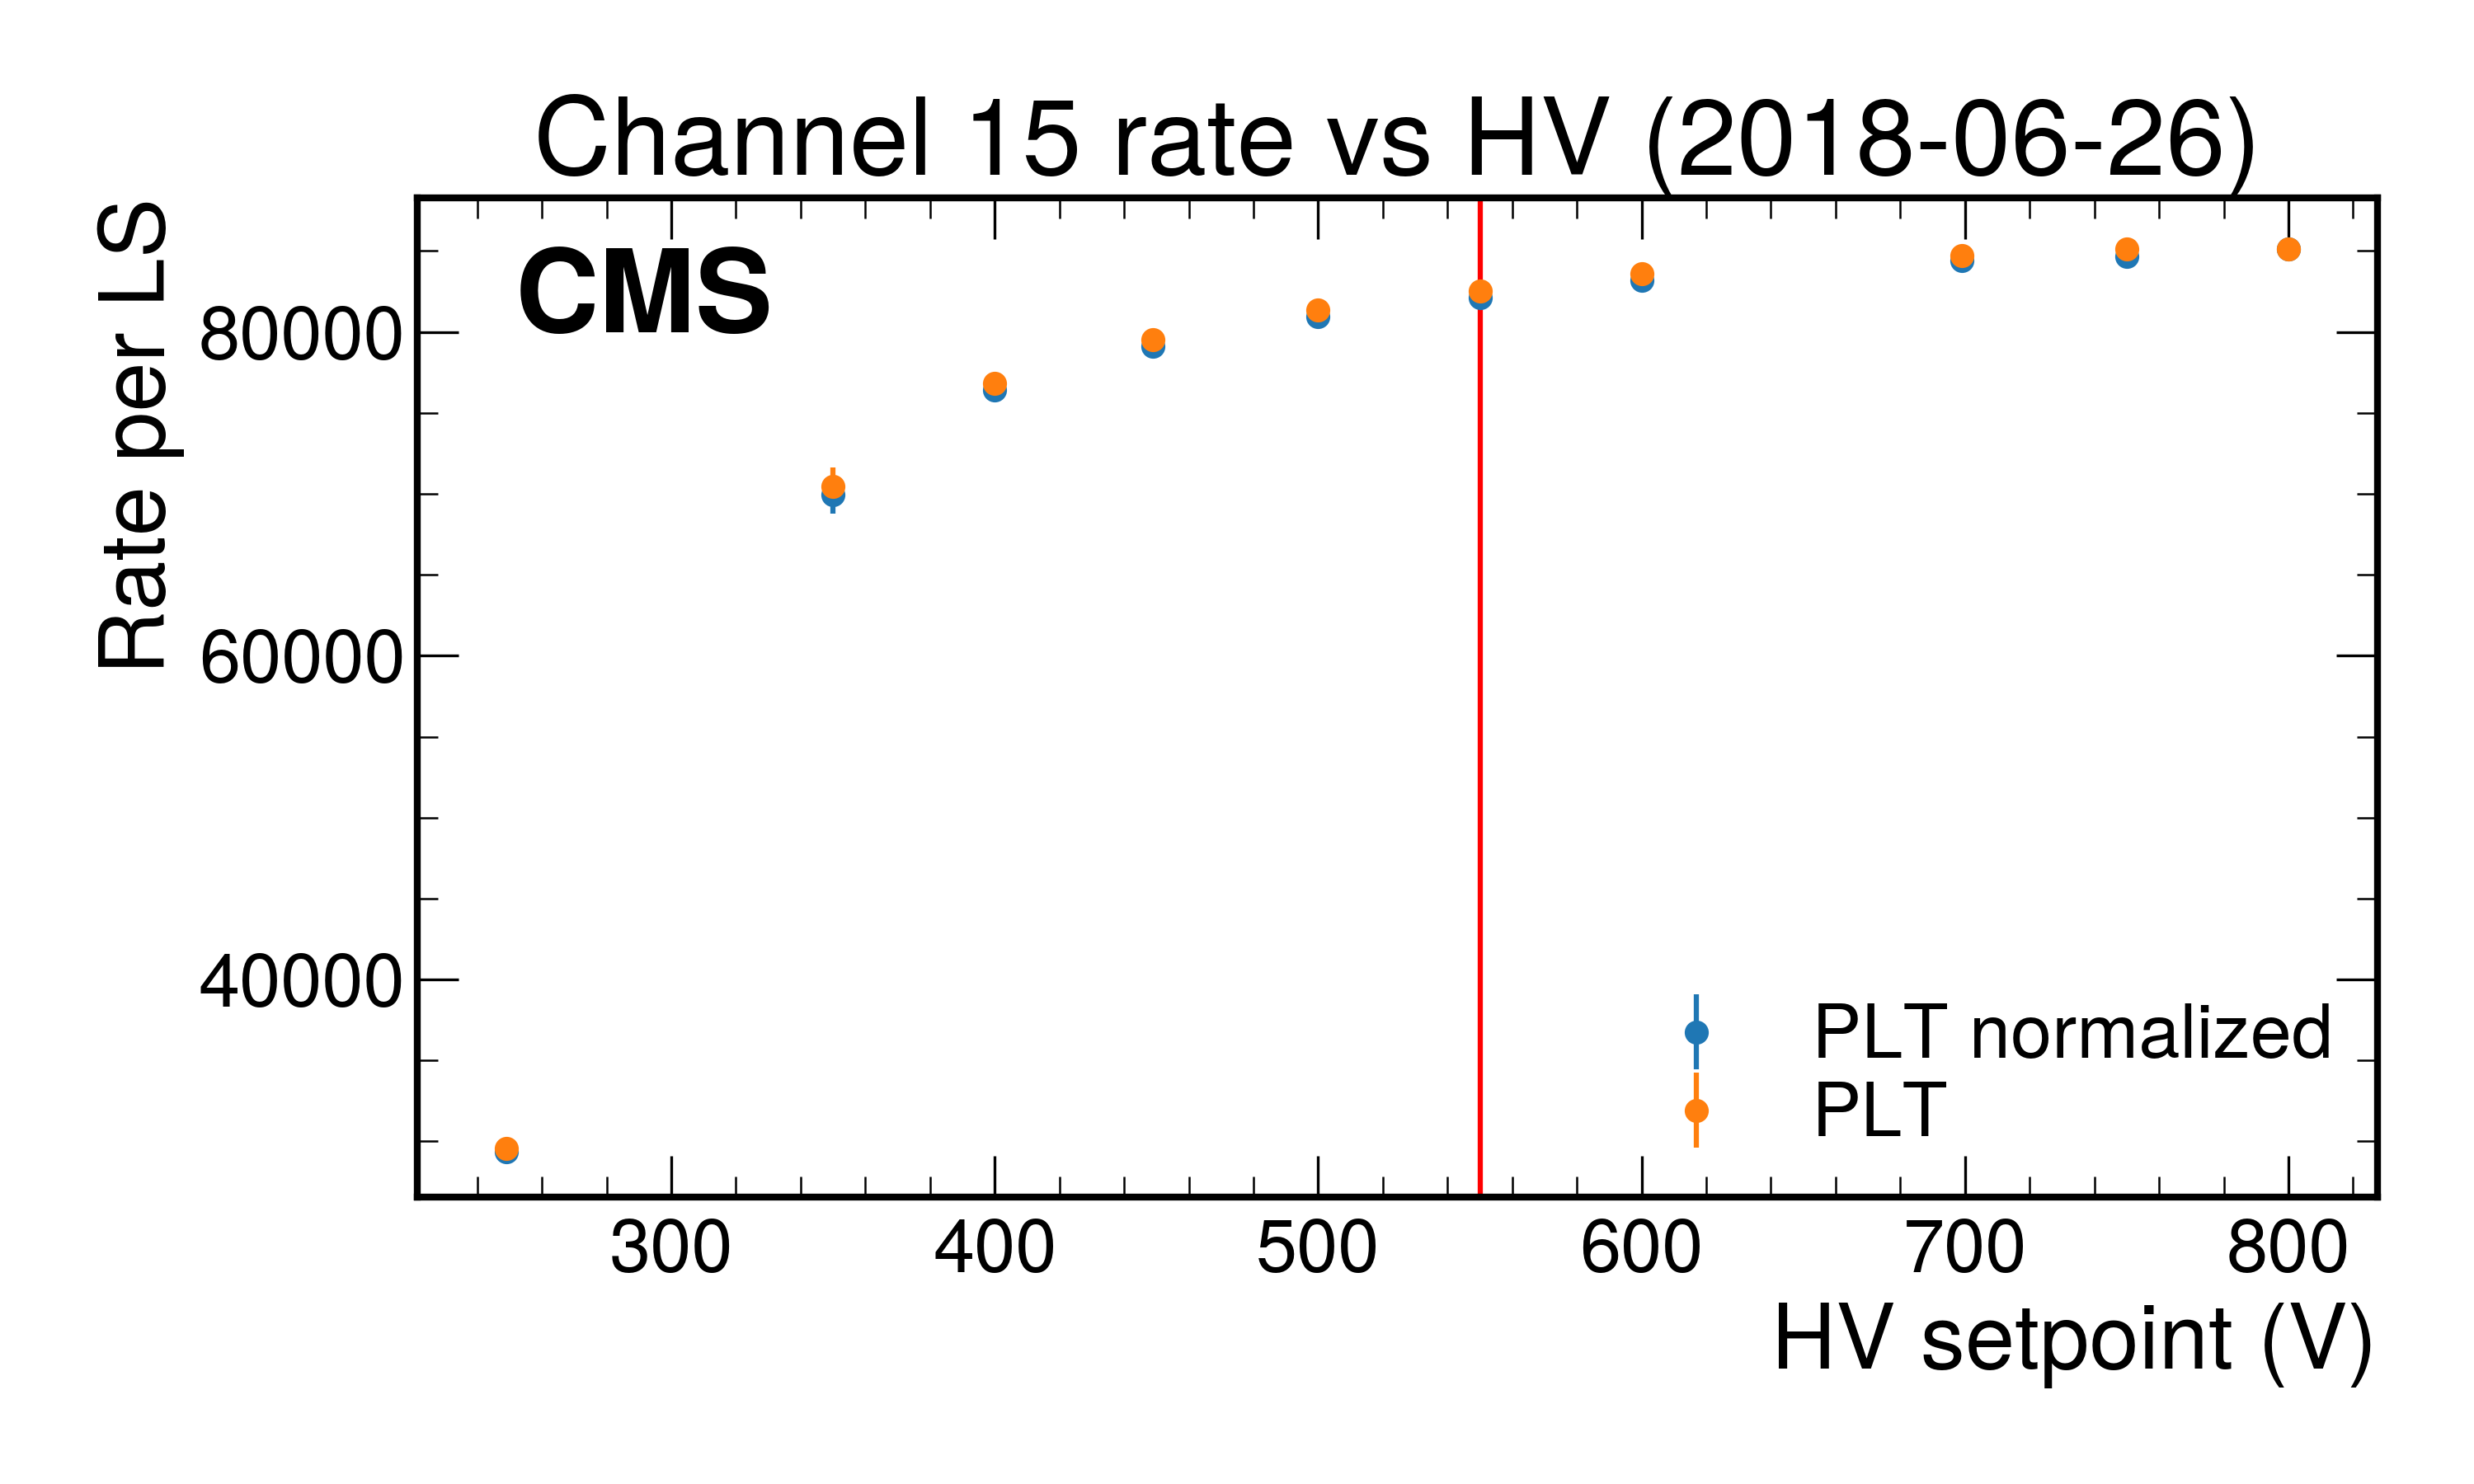 Channel 15 rate vs HV (2018-06-26)
CMS
Rate per LS
80000
60000
40000
PLT normalized
PLT
300 400 500 600 700 800
HV setpoint (V)